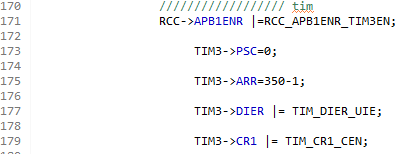 170 /////////////////// tim
171 RCC->APB1ENR |=RCC_APB1ENR_TIM3EN;
172
173 TIM3->PSC=0;
174
175 TIM3->ARR=350-1;
176
177 TIM3->DIER |= TIM_DIER_UIE;
178
179 TIM3->CR1 |= TIM_CR1_CEN;